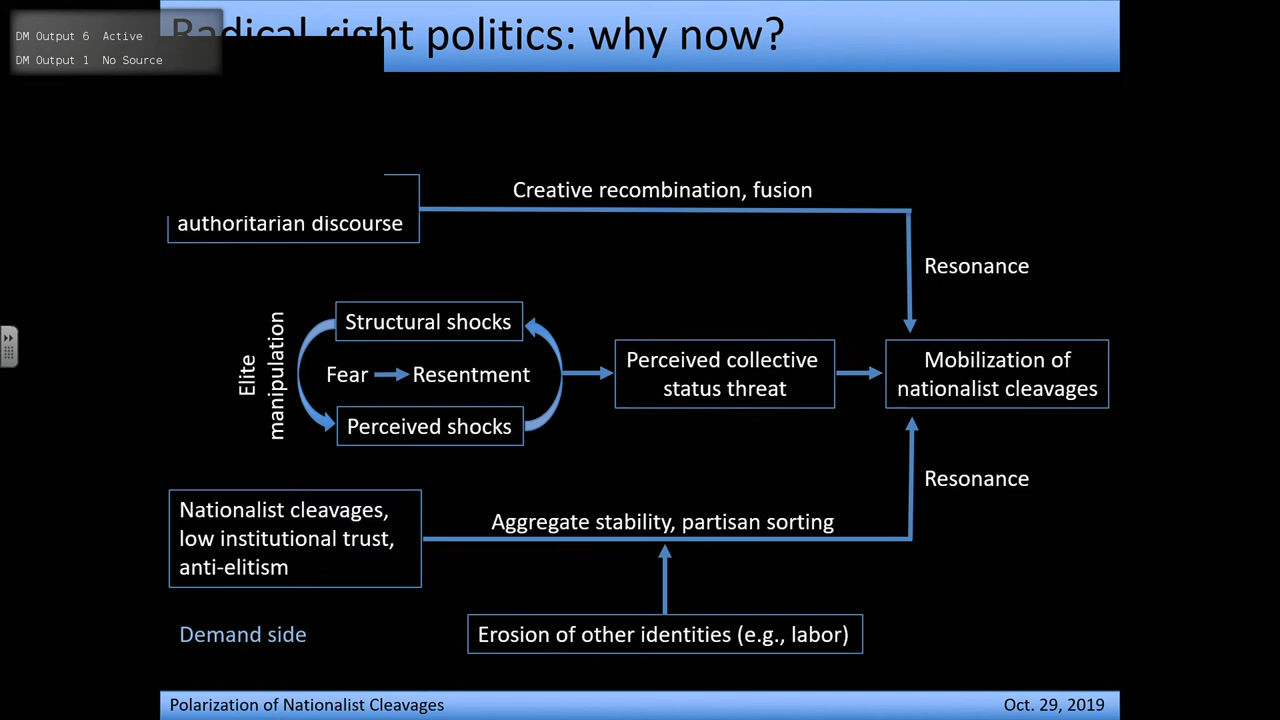 DM Output 6 Active
DM Output 1 No Source
Radical right politics: why now?
authoritarian discourse
Creative recombination, fusion
Resonance
Elite
manipulation
Structural shocks
Fear
Resentment
Perceived shocks
Perceived collective
status threat
Mobilization of
nationalist cleavages
Resonance
Nationalist cleavages,
low institutional trust,
anti-elitism
Aggregate stability, partisan sorting
Demand side
Erosion of other identities (e.g., labor)
Polarization of Nationalist Cleavages
Oct. 29, 2019